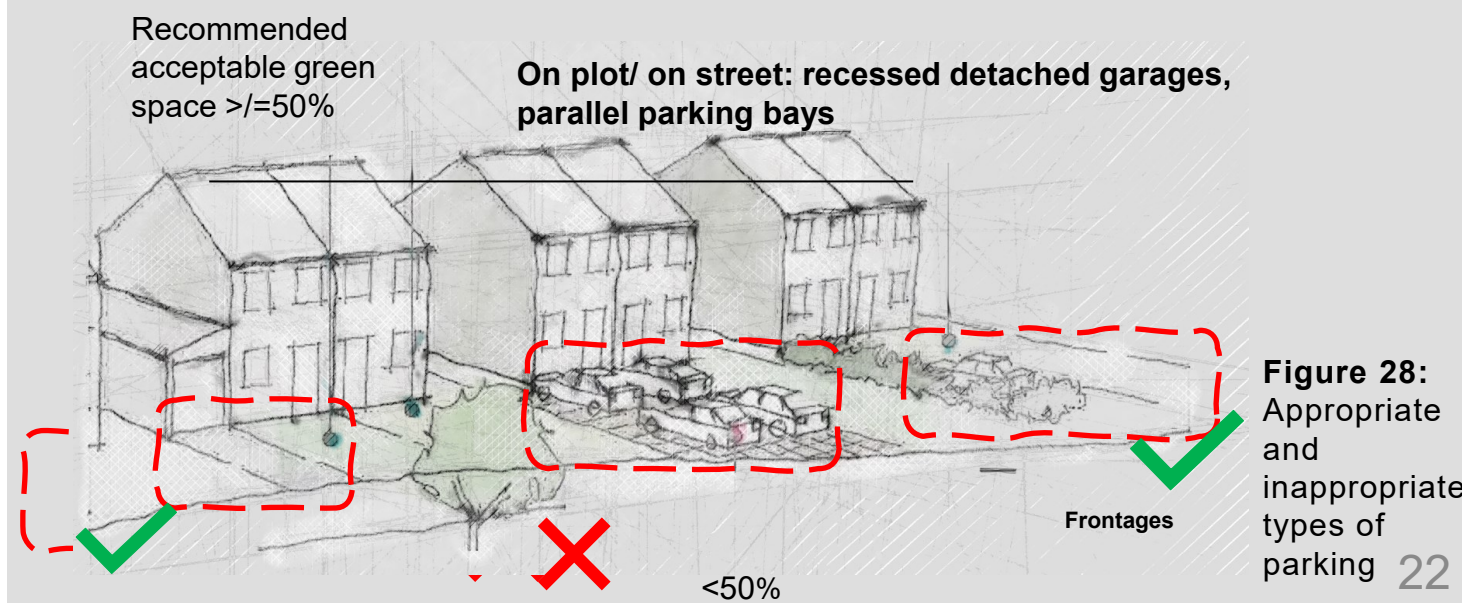 Recommended
acceptable green
space >/=50%
On plot/ on street: recessed detached garages,
parallel parking bays
Frontages
<50%
Figure 28:
Appropriate
and
inappropriate
types of
parking
22